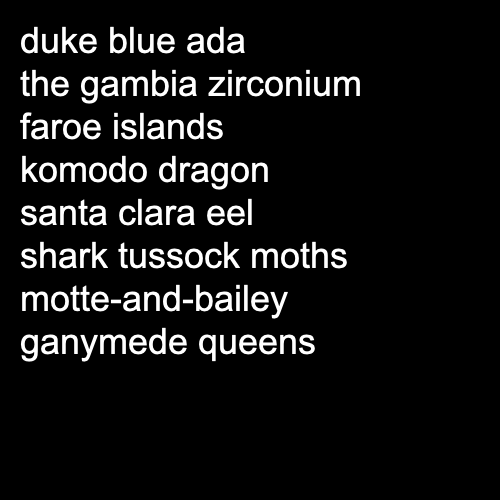 duke blue ada
the gambia zirconium
faroe islands
komodo dragon
santa clara eel
shark tussock moths
motte-and-bailey
ganymede queens